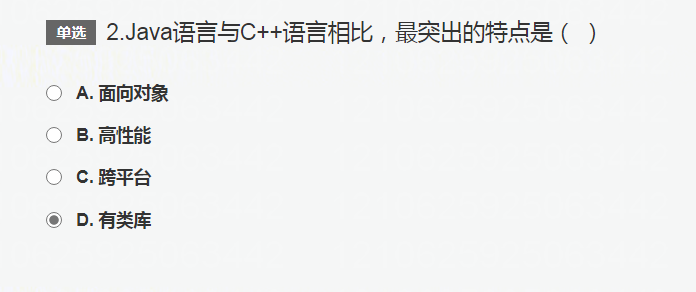 单选 2.Java语言与C++语言相比，最突出的特点是（ ）
A. 面向对象
B. 高性能
C. 跨平台
D. 有类库